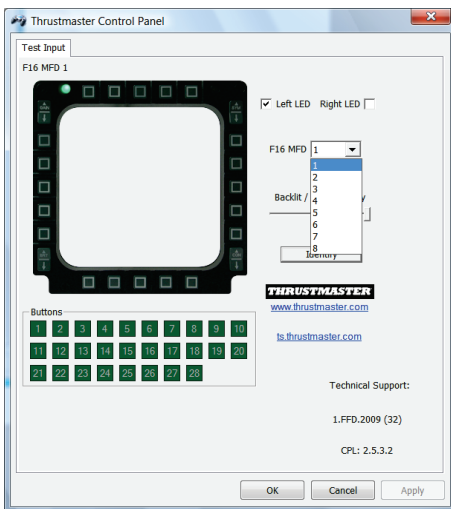 Thrustmaster Control Panel
Test Input
F16 MFD 1
Left LED Right LED
F16 MFD 1
1
2
3
4
5
6
7
8
Backlit /
Identify
THRUSTMASTER
www.thrustmaster.com
ts.thrustmaster.com
Buttons
1 2 3 4 5 6 7 8 9 10
11 12 13 14 15 16 17 18 19 20
21 22 23 24 25 26 27 28
Technical Support:
1.FFD.2009 (32)
CPL: 2.5.3.2
OK Cancel Apply